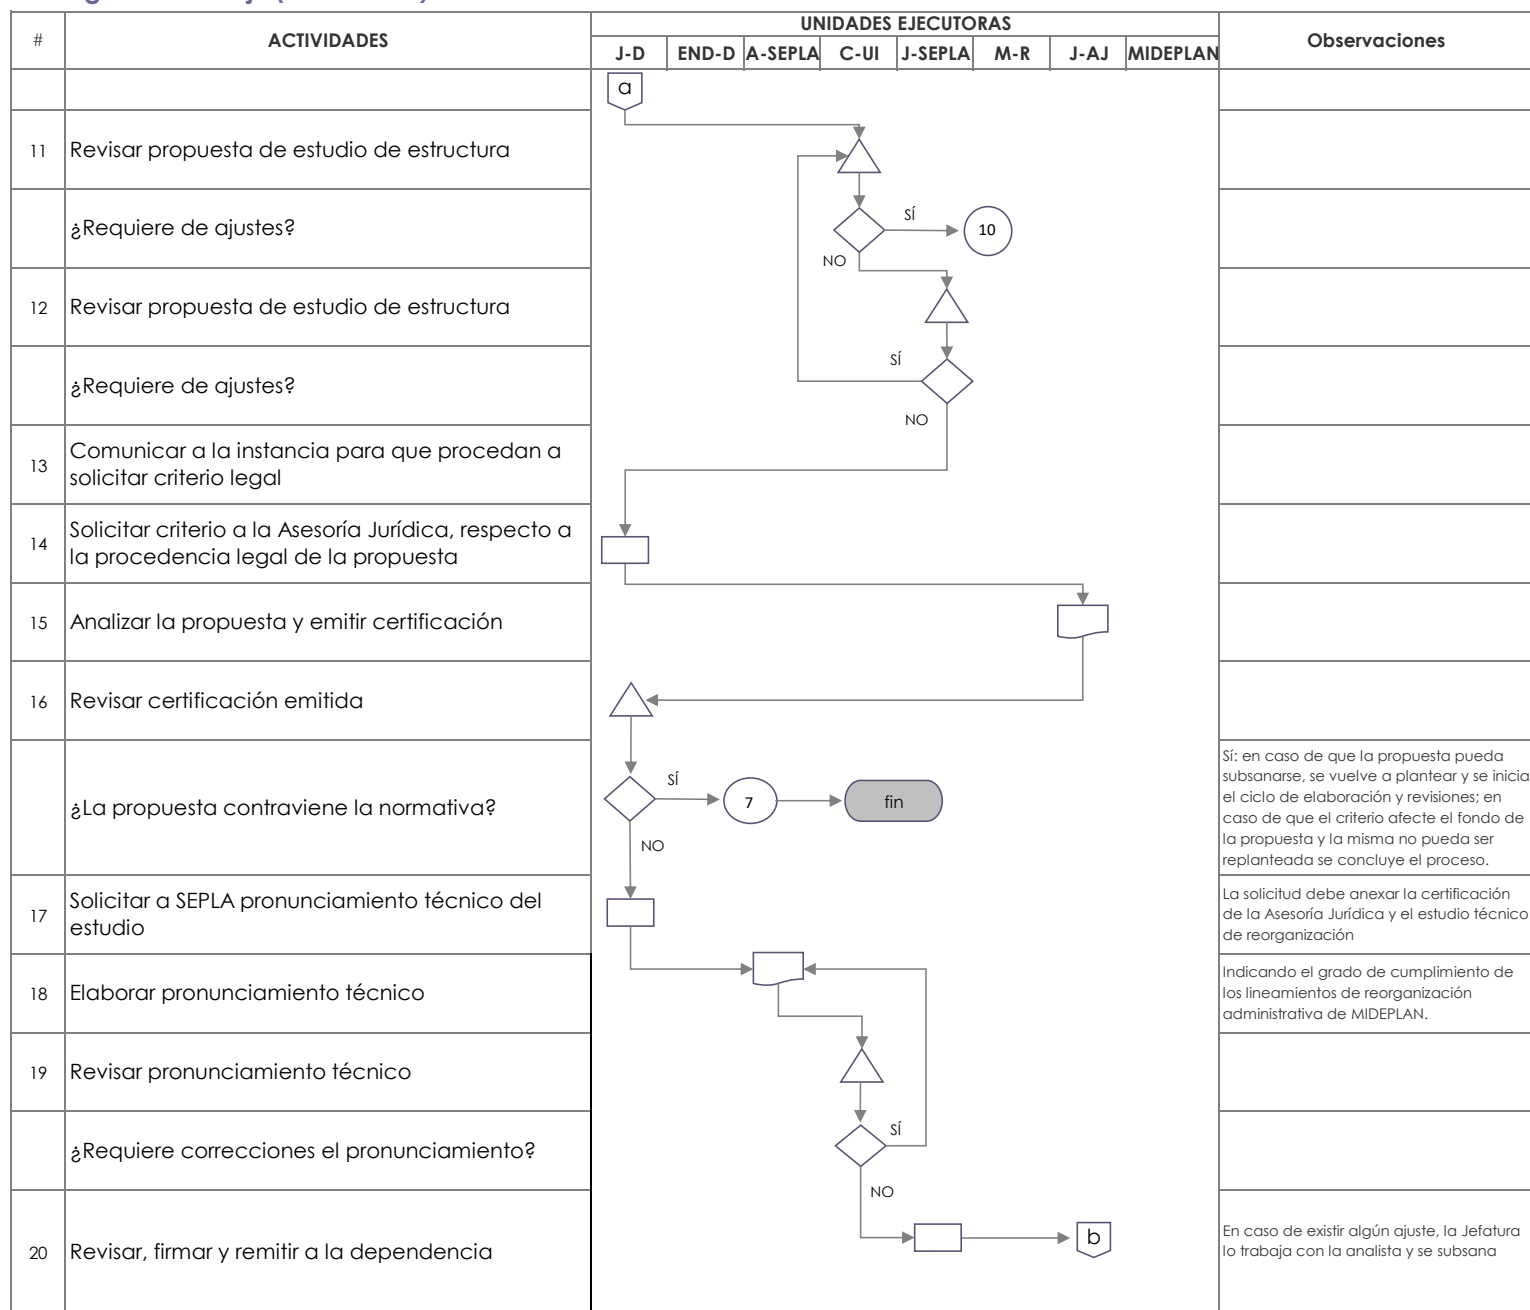 #
ACTIVIDADES
UNIDADES EJECUTORAS
Observaciones
J-D
END-D
A-SEPLA
C-UI
J-SEPLA
M-R
J-AJ
MIDEPLAN
a
11
Revisar propuesta de estudio de estructura
¿Requiere de ajustes?
SÍ
10
NO
12
Revisar propuesta de estudio de estructura
¿Requiere de ajustes?
SÍ
NO
13
Comunicar a la instancia para que procedan a
solicitar criterio legal
14
Solicitar criterio a la Asesoría Jurídica, respecto a
la procedencia legal de la propuesta
15
Analizar la propuesta y emitir certificación
16
Revisar certificación emitida
¿La propuesta contraviene la normativa?
SÍ
7
fin
NO
Sí: en caso de que la propuesta pueda
subsanarse, se vuelve a plantear y se inicia
el ciclo de elaboración y revisiones; en
caso de que el criterio afecte el fondo de
la propuesta y la misma no pueda ser
replanteada se concluye el proceso.
17
Solicitar a SEPLA pronunciamiento técnico del
estudio
La solicitud debe anexar la certificación
de la Asesoría Jurídica y el estudio técnico
de reorganización
18
Elaborar pronunciamiento técnico
Indicando el grado de cumplimiento de
los lineamientos de reorganización
administrativa de MIDEPLAN.
19
Revisar pronunciamiento técnico
¿Requiere correcciones el pronunciamiento?
SÍ
NO
20
Revisar, firmar y remitir a la dependencia
b
En caso de existir algún ajuste, la Jefatura
lo trabaja con la analista y se subsana